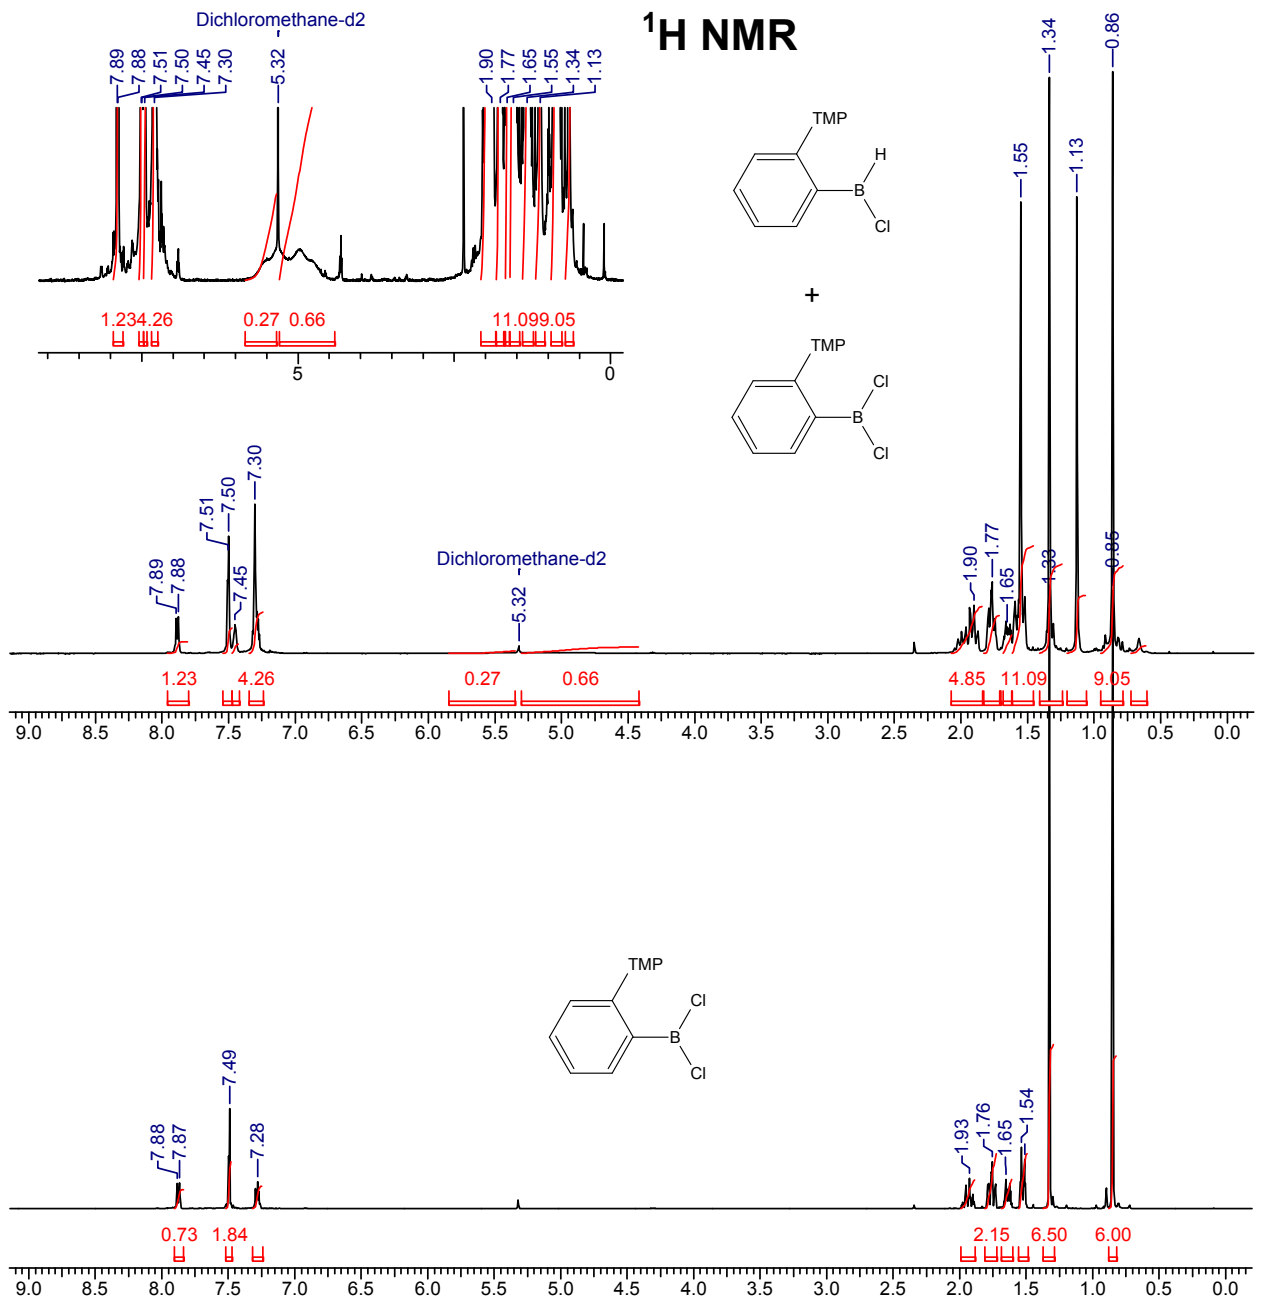 ¹H NMR
Dichloromethane-d2
7.89 7.88 7.51 7.50 7.45 7.30 5.32 1.90 1.77 1.65 1.55 1.34 1.13
1.23 4.26 0.27 0.66 11.09 9.05
5 0
TMP
H
B
Cl
+
TMP
Cl
B
Cl
7.89 7.88 7.51 7.50 7.45 7.30
Dichloromethane-d2
5.32
1.90 1.77 1.65 1.55 1.34 1.33 1.13 0.86 0.85
1.23 4.26 0.27 0.66 4.85 11.09 9.05
9.0 8.5 8.0 7.5 7.0 6.5 6.0 5.5 5.0 4.5 4.0 3.5 3.0 2.5 2.0 1.5 1.0 0.5 0.0
TMP
Cl
B
Cl
7.88 7.87 7.49 7.28 1.93 1.76 1.65 1.54
0.73 1.84 2.15 6.50 6.00
9.0 8.5 8.0 7.5 7.0 6.5 6.0 5.5 5.0 4.5 4.0 3.5 3.0 2.5 2.0 1.5 1.0 0.5 0.0